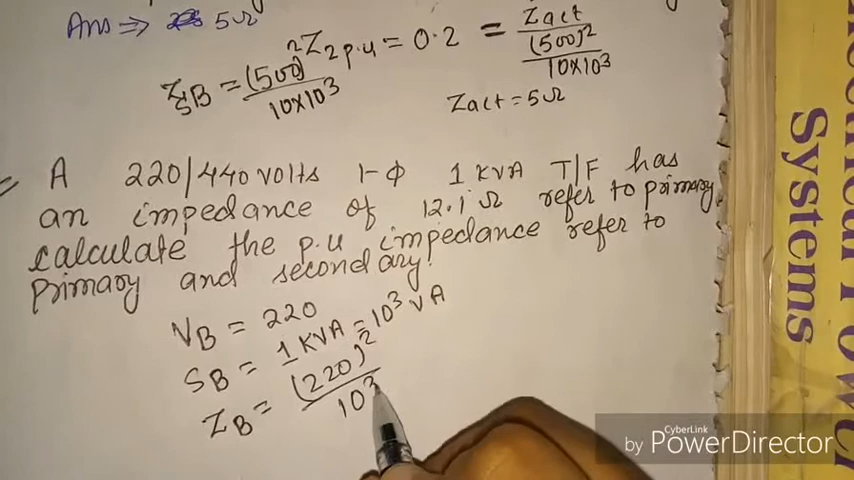 Ans ⇒ 5Ω
Z2 p.u = 0.2 = Zact / ((500)² / 10×10³)
ZSB = (500)² / 10×10³
Zact = 5Ω
A 220/440 volts 1-ϕ 1 KVA T/F has
an impedance of 12.1 Ω refer to primary
calculate the p.u impedance refer to
primary and secondary.
VB = 220
SB = 1 KVA = 10³ VA
ZB = (220)² / 10³
Systems
by CyberLink PowerDirector